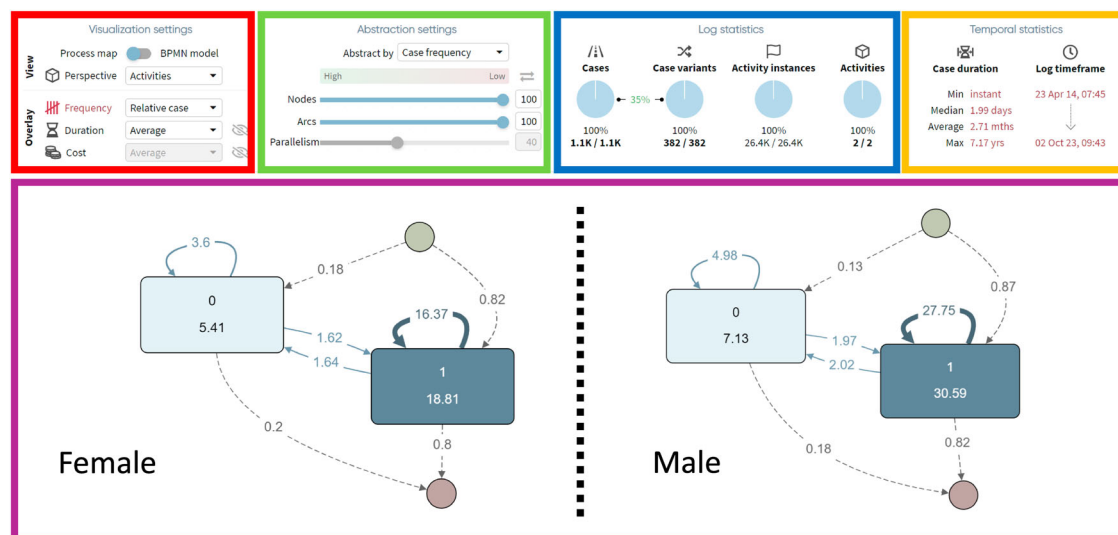 Visualization settings
View
Process map BPMN model
Perspective Activities
Overlay
Frequency Relative case
Duration Average
Cost Average
Abstraction settings
Abstract by Case frequency
High Low
Nodes 100
Arcs 100
Parallelism 40
Log statistics
Cases Case variants Activity instances Activities
35%
100% 100% 100% 100%
1.1K / 1.1K 382 / 382 26.4K / 26.4K 2 / 2
Temporal statistics
Case duration Log timeframe
Min instant 23 Apr 14, 07:45
Median 1.99 days
Average 2.71 mths
Max 7.17 yrs 02 Oct 23, 09:43
3.6
0.18
0
5.41
0.82
16.37
1.62
1.64
1
18.81
0.2
0.8
Female
4.98
0.13
0
7.13
0.87
27.75
1.97
2.02
1
30.59
0.18
0.82
Male